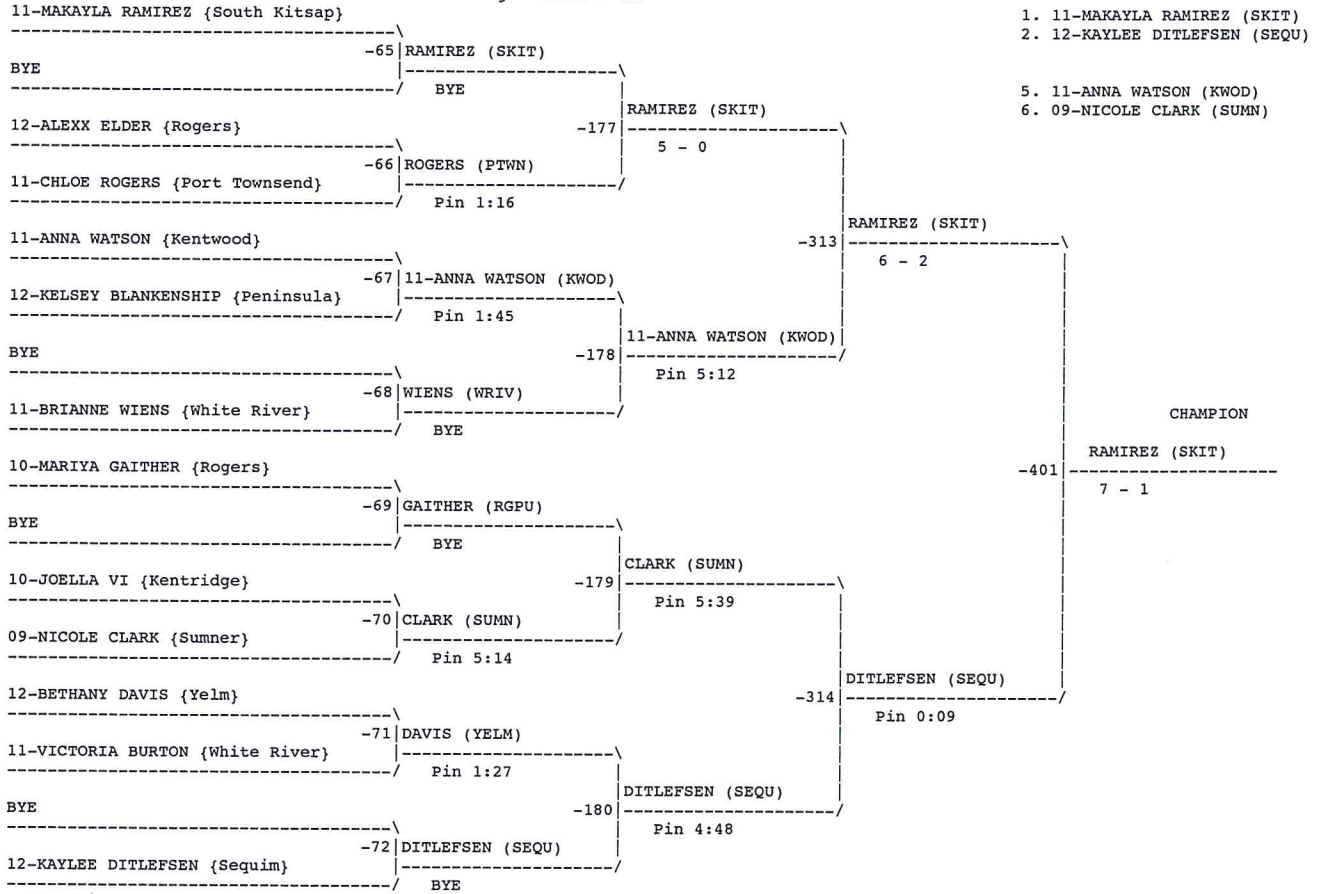 11-MAKAYLA RAMIREZ {South Kitsap}
1. 11-MAKAYLA RAMIREZ (SKIT)
2. 12-KAYLEE DITLEFSEN (SEQU)
-65 RAMIREZ (SKIT)
BYE
BYE
5. 11-ANNA WATSON (KWOD)
6. 09-NICOLE CLARK (SUMN)
RAMIREZ (SKIT)
12-ALEXX ELDER {Rogers}
-177
5 - 0
-66 ROGERS (PTWN)
11-CHLOE ROGERS {Port Townsend}
Pin 1:16
RAMIREZ (SKIT)
11-ANNA WATSON {Kentwood}
-313
6 - 2
-67 11-ANNA WATSON (KWOD)
12-KELSEY BLANKENSHIP {Peninsula}
Pin 1:45
11-ANNA WATSON (KWOD)
BYE
-178
Pin 5:12
-68 WIENS (WRIV)
11-BRIANNE WIENS {White River}
BYE
CHAMPION
RAMIREZ (SKIT)
10-MARIYA GAITHER {Rogers}
-401
7 - 1
-69 GAITHER (RGPU)
BYE
BYE
CLARK (SUMN)
10-JOELLA VI {Kentridge}
-179
Pin 5:39
-70 CLARK (SUMN)
09-NICOLE CLARK {Sumner}
Pin 5:14
DITLEFSEN (SEQU)
12-BETHANY DAVIS {Yelm}
-314
Pin 0:09
-71 DAVIS (YELM)
11-VICTORIA BURTON {White River}
Pin 1:27
DITLEFSEN (SEQU)
BYE
-180
Pin 4:48
-72 DITLEFSEN (SEQU)
12-KAYLEE DITLEFSEN {Sequim}
BYE